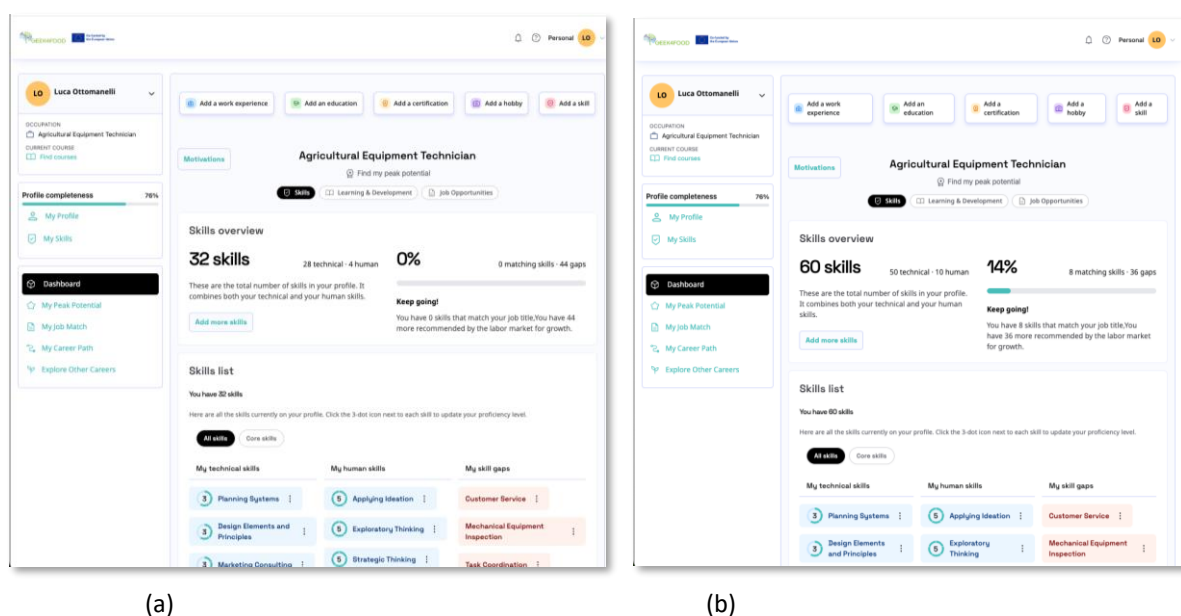 GEEN4FOOD
Co-funded by
the European Union
Personal LO
LO Luca Ottomanelli
OCCUPATION
Agricultural Equipment Technician
CURRENT COURSE
Find courses
Profile completeness 76%
My Profile
My Skills
Dashboard
My Peak Potential
My Job Match
My Career Path
Explore Other Careers
Add a work experience
Add an education
Add a certification
Add a hobby
Add a skill
Motivations
Agricultural Equipment Technician
Find my peak potential
Skills
Learning & Development
Job Opportunities
Skills overview
32 skills
28 technical · 4 human
These are the total number of skills in your profile. It
combines both your technical and your human skills.
Add more skills
0%
0 matching skills · 44 gaps
Keep going!
You have 0 skills that match your job title,You have 44
more recommended by the labor market for growth.
Skills list
You have 32 skills
Here are all the skills currently on your profile. Click the 3-dot icon next to each skill to update your proficiency level.
All skills
Core skills
My technical skills
3 Planning Systems
3 Design Elements and
Principles
3 Marketing Consulting
My human skills
5 Applying Ideation
5 Exploratory Thinking
5 Strategic Thinking
My skill gaps
Customer Service
Mechanical Equipment
Inspection
Task Coordination
(a)
GEEN4FOOD
Co-funded by
the European Union
Personal LO
LO Luca Ottomanelli
OCCUPATION
Agricultural Equipment Technician
CURRENT COURSE
Find courses
Profile completeness 76%
My Profile
My Skills
Dashboard
My Peak Potential
My Job Match
My Career Path
Explore Other Careers
Add a work
experience
Add an
education
Add a
certification
Add a
hobby
Add a
skill
Motivations
Agricultural Equipment Technician
Find my peak potential
Skills
Learning & Development
Job Opportunities
Skills overview
60 skills
50 technical · 10 human
These are the total number of skills in your profile.
It combines both your technical and your human
skills.
Add more skills
14%
8 matching skills · 36 gaps
Keep going!
You have 8 skills that match your job title,You
have 36 more recommended by the labor market
for growth.
Skills list
You have 60 skills
Here are all the skills currently on your profile. Click the 3-dot icon next to each skill to update your proficiency level.
All skills
Core skills
My technical skills
3 Planning Systems
3 Design Elements
and Principles
My human skills
5 Applying Ideation
5 Exploratory
Thinking
My skill gaps
Customer Service
Mechanical Equipment
Inspection
(b)